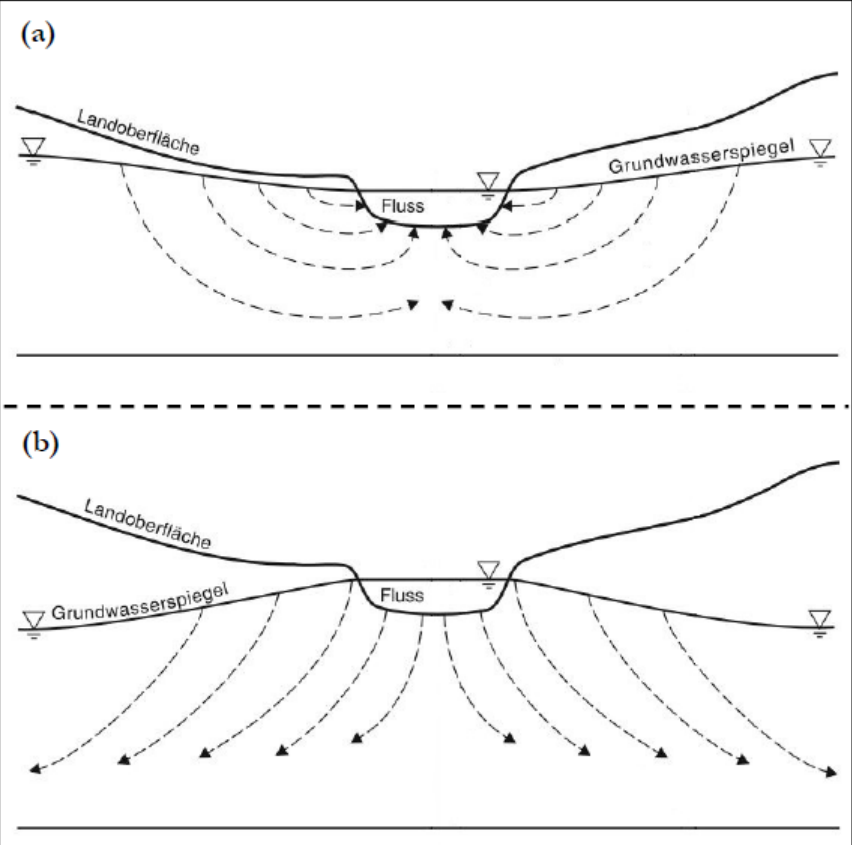 (a)
Landoberfläche
Grundwasserspiegel
Fluss
(b)
Landoberfläche
Grundwasserspiegel
Fluss